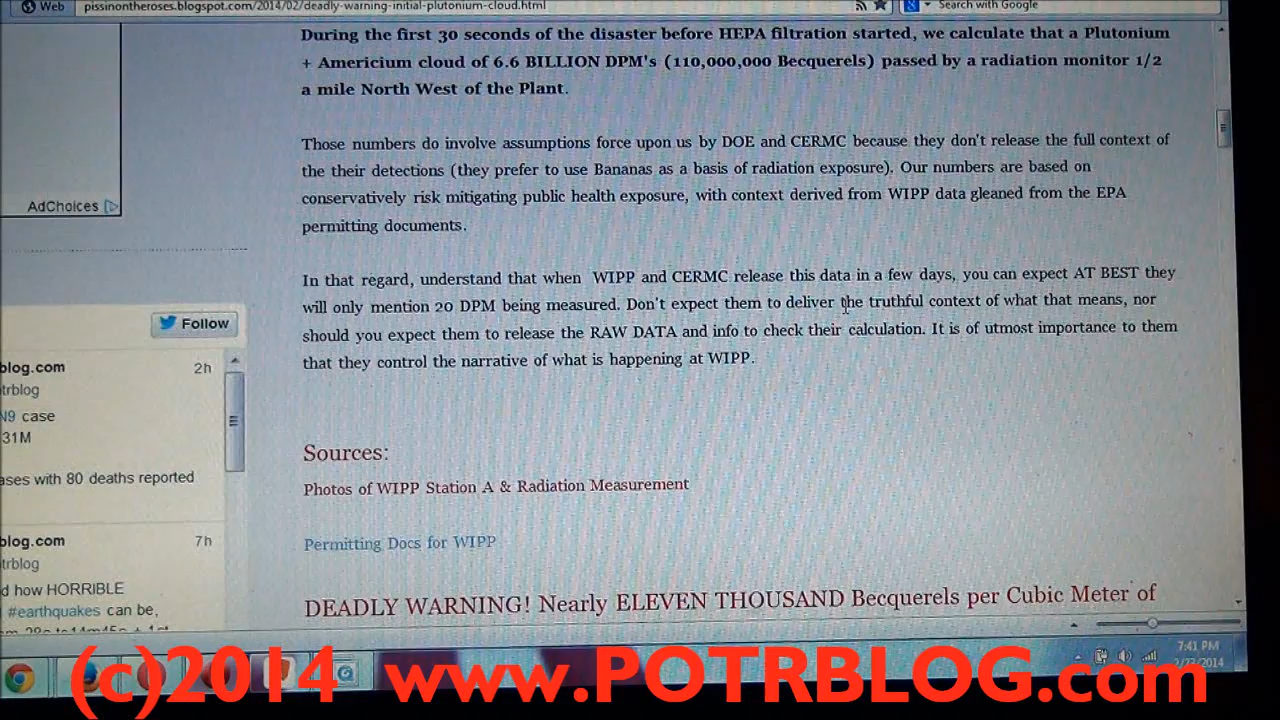 Web
pissinontheroses.blogspot.com/2014/02/deadly-warning-initial-plutonium-cloud.html
Search with Google
During the first 30 seconds of the disaster before HEPA filtration started, we calculate that a Plutonium
+ Americium cloud of 6.6 BILLION DPM's (110,000,000 Becquerels) passed by a radiation monitor 1/2
a mile North West of the Plant.
Those numbers do involve assumptions force upon us by DOE and CERMC because they don't release the full context of
the their detections (they prefer to use Bananas as a basis of radiation exposure). Our numbers are based on
conservatively risk mitigating public health exposure, with context derived from WIPP data gleaned from the EPA
permitting documents.
In that regard, understand that when WIPP and CERMC release this data in a few days, you can expect AT BEST they
will only mention 20 DPM being measured. Don't expect them to deliver the truthful context of what that means, nor
should you expect them to release the RAW DATA and info to check their calculation. It is of utmost importance to them
that they control the narrative of what is happening at WIPP.
Sources:
Photos of WIPP Station A & Radiation Measurement
Permitting Docs for WIPP
DEADLY WARNING! Nearly ELEVEN THOUSAND Becquerels per Cubic Meter of
AdChoices
Follow
blog.com 2h
trblog
N9 case
31M
ases with 80 deaths reported
blog.com 7h
trblog
d how HORRIBLE
#earthquakes can be,
7:41 PM
2/23/2014
(c)2014 www.POTRBLOG.com